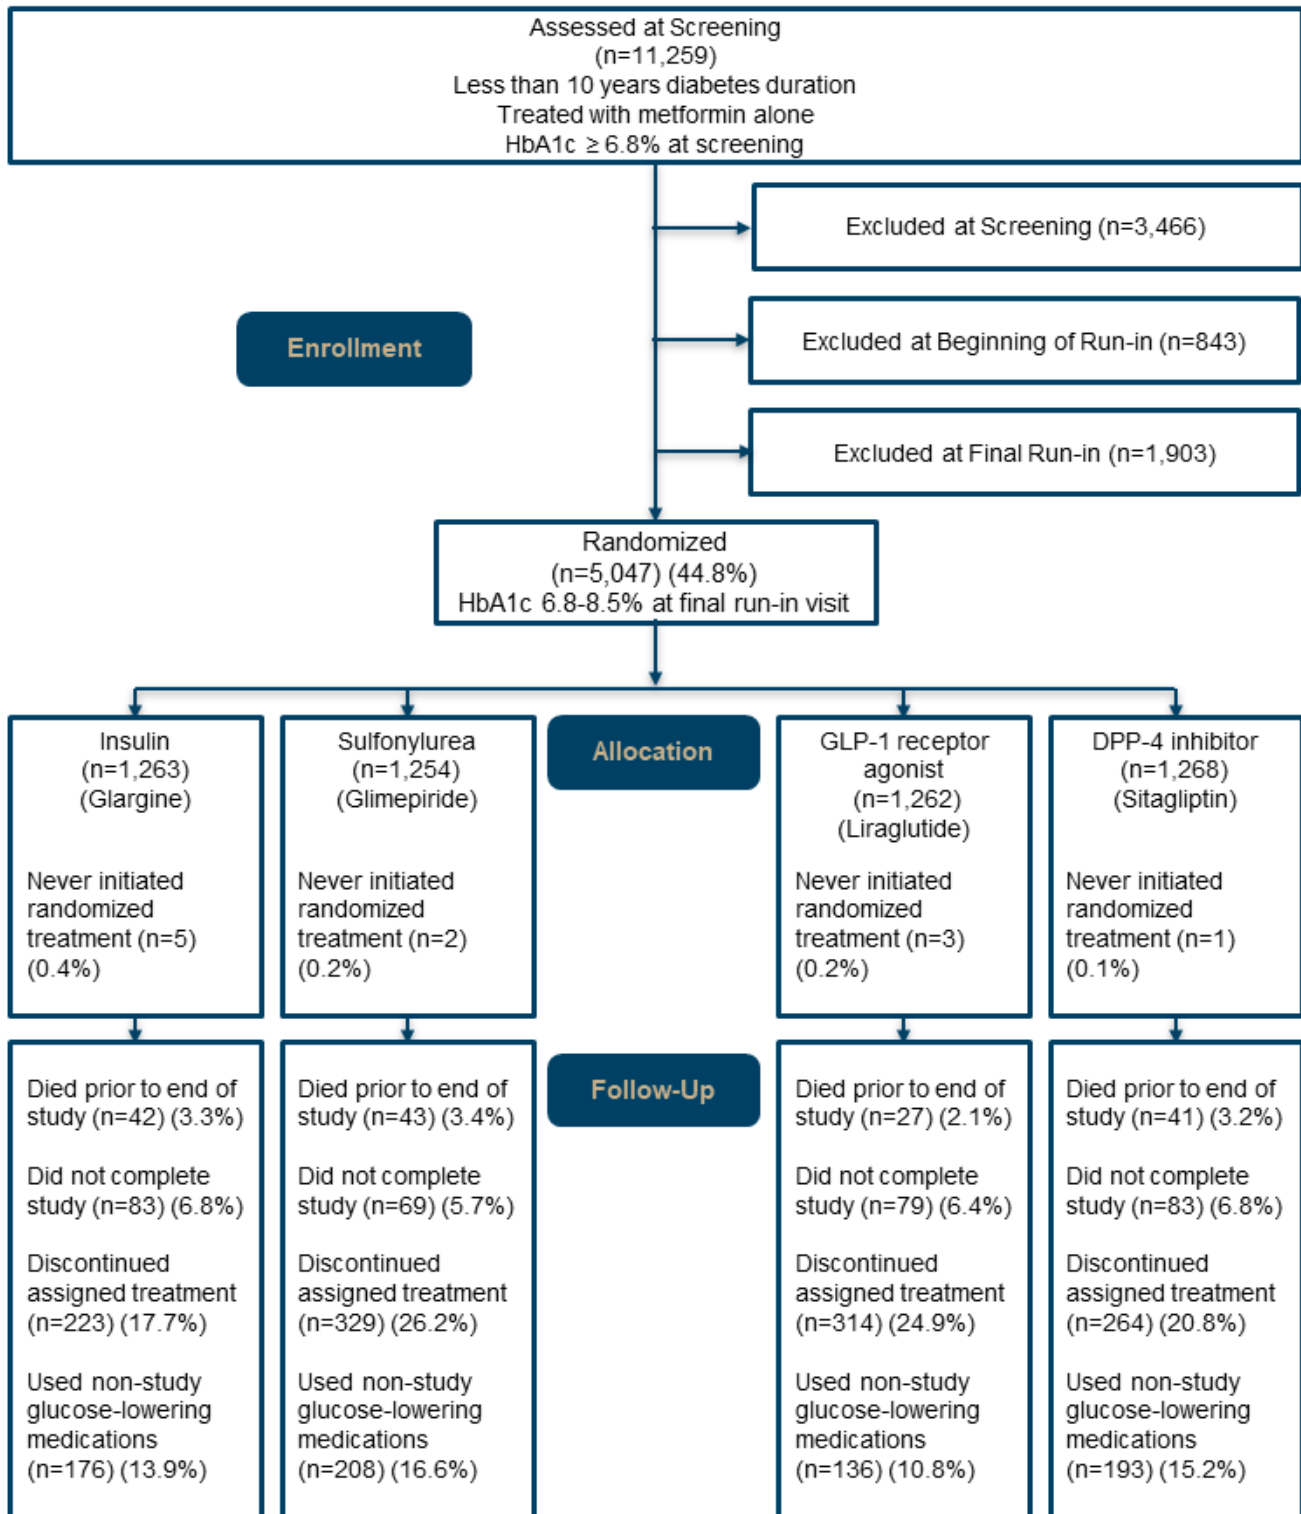 Assessed at Screening
(n=11,259)
Less than 10 years diabetes duration
Treated with metformin alone
HbA1c ≥ 6.8% at screening
Excluded at Screening (n=3,466)
Enrollment
Excluded at Beginning of Run-in (n=843)
Excluded at Final Run-in (n=1,903)
Randomized
(n=5,047) (44.8%)
HbA1c 6.8-8.5% at final run-in visit
Allocation
Insulin
(n=1,263)
(Glargine)
Never initiated
randomized
treatment (n=5)
(0.4%)
Sulfonylurea
(n=1,254)
(Glimepiride)
Never initiated
randomized
treatment (n=2)
(0.2%)
GLP-1 receptor
agonist
(n=1,262)
(Liraglutide)
Never initiated
randomized
treatment (n=3)
(0.2%)
DPP-4 inhibitor
(n=1,268)
(Sitagliptin)
Never initiated
randomized
treatment (n=1)
(0.1%)
Follow-Up
Died prior to end of
study (n=42) (3.3%)
Did not complete
study (n=83) (6.8%)
Discontinued
assigned treatment
(n=223) (17.7%)
Used non-study
glucose-lowering
medications
(n=176) (13.9%)
Died prior to end of
study (n=43) (3.4%)
Did not complete
study (n=69) (5.7%)
Discontinued
assigned treatment
(n=329) (26.2%)
Used non-study
glucose-lowering
medications
(n=208) (16.6%)
Died prior to end of
study (n=27) (2.1%)
Did not complete
study (n=79) (6.4%)
Discontinued
assigned treatment
(n=314) (24.9%)
Used non-study
glucose-lowering
medications
(n=136) (10.8%)
Died prior to end of
study (n=41) (3.2%)
Did not complete
study (n=83) (6.8%)
Discontinued
assigned treatment
(n=264) (20.8%)
Used non-study
glucose-lowering
medications
(n=193) (15.2%)